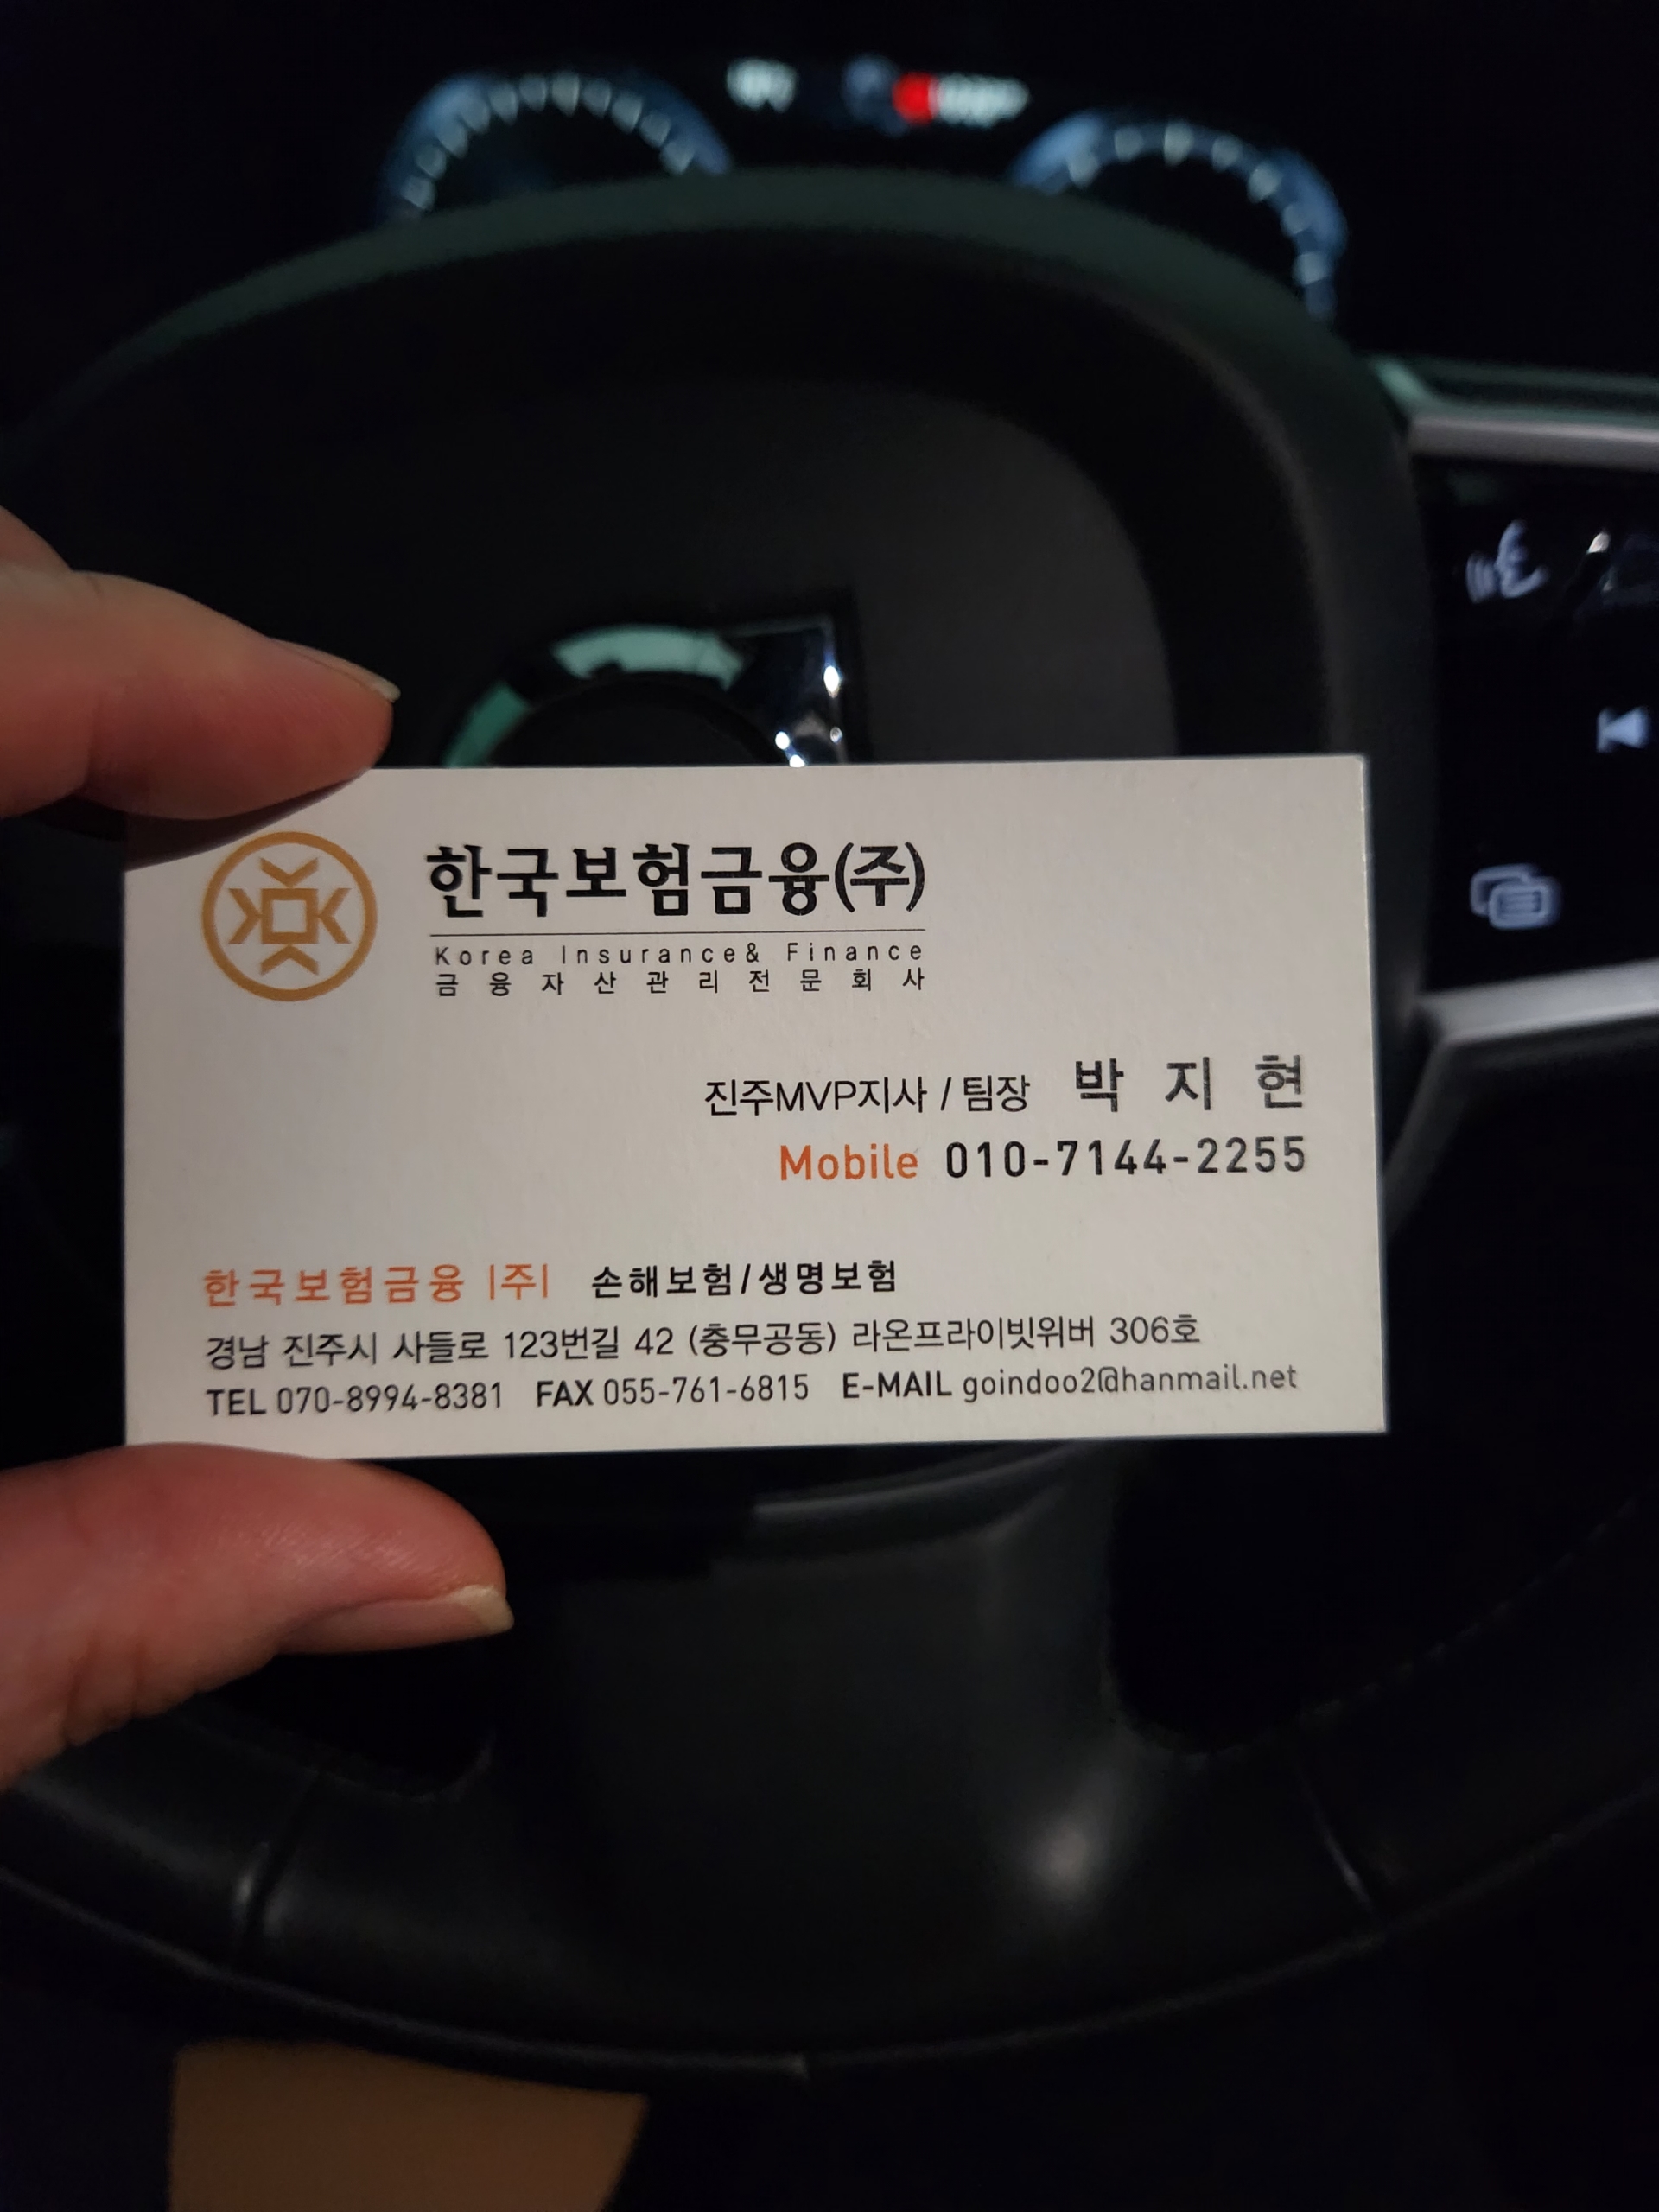 한국보험금융(주)
Korea Insurance& Finance
금융자산관리전문회사
진주MVP지사 / 팀장 박지현
Mobile 010-7144-2255
한국보험금융 |주| 손해보험/생명보험
경남 진주시 사들로 123번길 42 (충무공동) 라온프라이빗위버 306호
TEL 070-8994-8381 FAX 055-761-6815 E-MAIL goindoo2@hanmail.net